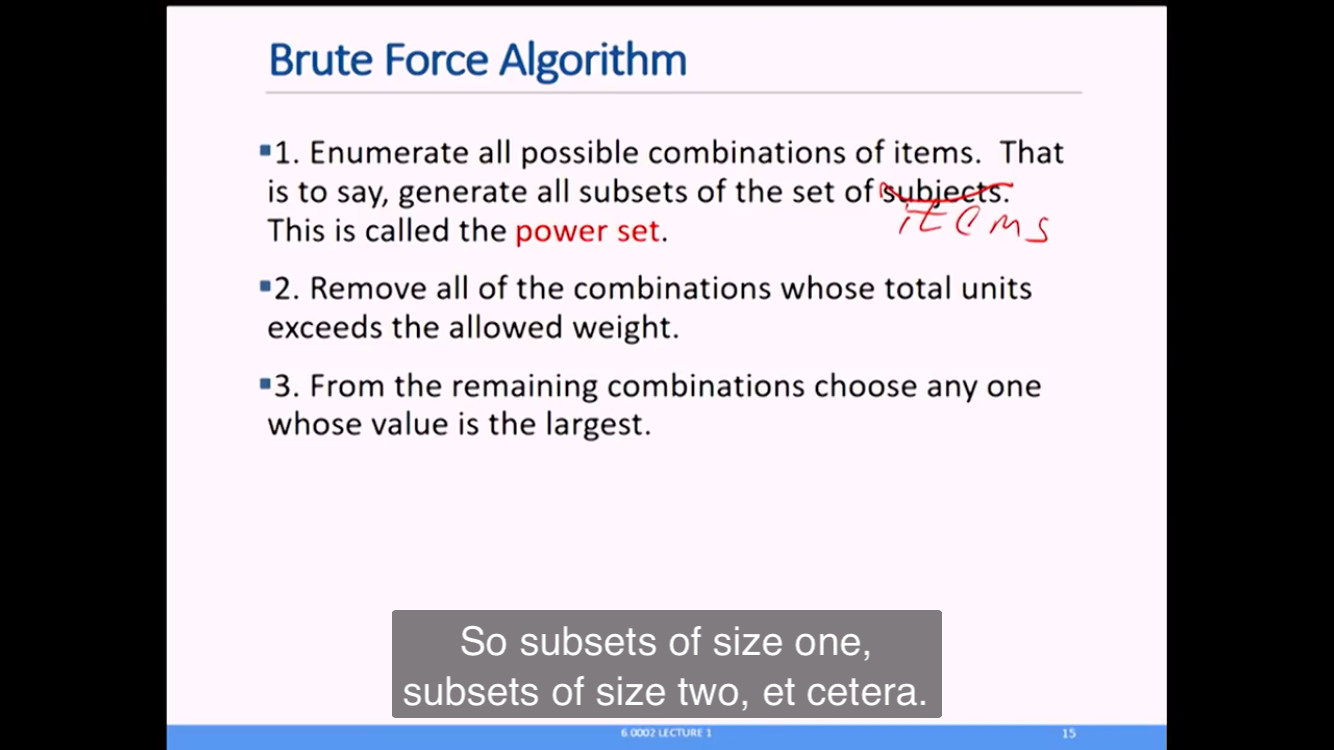 Brute Force Algorithm
▪1. Enumerate all possible combinations of items.  That
is to say, generate all subsets of the set of subjects.
items
This is called the power set.
▪2. Remove all of the combinations whose total units
exceeds the allowed weight.
▪3. From the remaining combinations choose any one
whose value is the largest.
So subsets of size one,
subsets of size two, et cetera.
6.0002 LECTURE 1
15